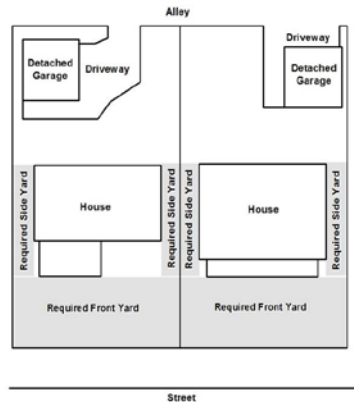 Alley
Driveway
Detached
Garage
Driveway
Detached
Garage
Required Side Yard
House
Required Side Yard
Required Side Yard
House
Required Side Yard
Required Front Yard
Required Front Yard
Street